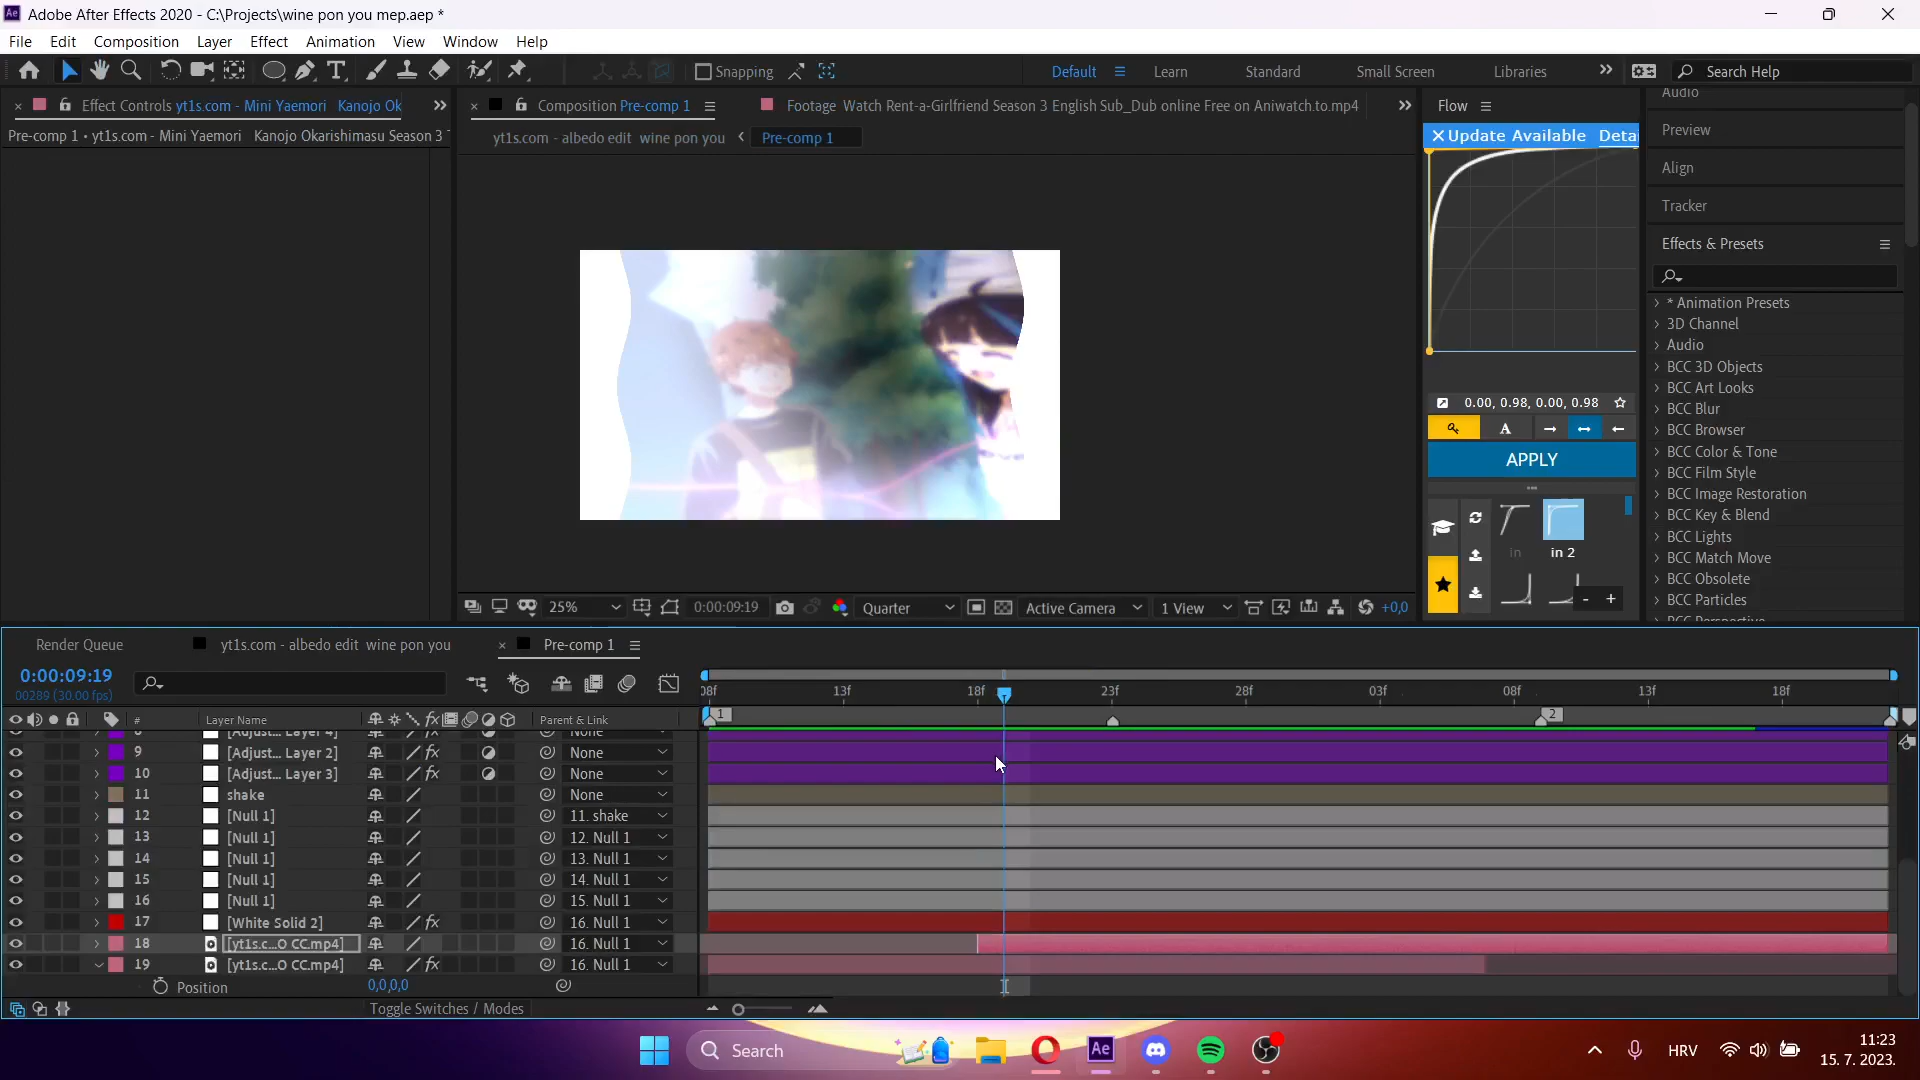 Adobe After Effects 2020 - C:\Projects\wine pon you mep.aep *
File Edit Composition Layer Effect Animation View Window Help
Snapping Default Learn Standard Small Screen Libraries Search Help
Effect Controls yt1s.com - Mini Yaemori Kanojo Ok
Composition Pre-comp 1
Footage Watch Rent-a-Girlfriend Season 3 English Sub_Dub online Free on Aniwatch.to.mp4
Flow
Audio
Pre-comp 1 • yt1s.com - Mini Yaemori Kanojo Okarishimasu Season 3
yt1s.com - albedo edit wine pon you Pre-comp 1
Update Available Detai
Preview
Align
Tracker
Effects & Presets
* Animation Presets
3D Channel
Audio
BCC 3D Objects
BCC Art Looks
BCC Blur
BCC Browser
BCC Color & Tone
BCC Film Style
BCC Image Restoration
BCC Key & Blend
BCC Lights
BCC Match Move
BCC Obsolete
BCC Particles
BCC Perspective
0.00, 0.98, 0.00, 0.98
A
APPLY
In in 2
- +
25% 0:00:09:19 Quarter Active Camera 1 View +0,0
Render Queue yt1s.com - albedo edit wine pon you Pre-comp 1
0:00:09:19
00289 (30.00 fps)
08f 13f 18f 23f 28f 03f 08f 13f 18f
1 2
# Layer Name Parent & Link
8 [Adjust... Layer 4] None
9 [Adjust... Layer 2] None
10 [Adjust... Layer 3] None
11 shake None
12 [Null 1] 11. shake
13 [Null 1] 12. Null 1
14 [Null 1] 13. Null 1
15 [Null 1] 14. Null 1
16 [Null 1] 15. Null 1
17 [White Solid 2] 16. Null 1
18 [yt1s.c...O CC.mp4] 16. Null 1
19 [yt1s.c...O CC.mp4] 16. Null 1
Position 0,0,0,0
Toggle Switches / Modes
Search
Ae
HRV
11:23
15. 7. 2023.